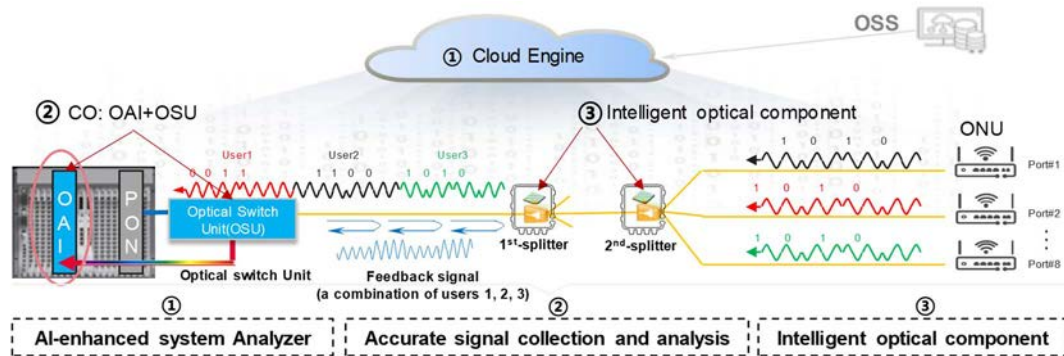 OSS
① Cloud Engine
② CO: OAI+OSU
③ Intelligent optical component
ONU
User1
User2
User3
0 0 1 1
1 1 0 0
1 0 1 0
1 0 1 0
Port#1
OAI
PON
Optical Switch
Unit(OSU)
1 0 1 0
Port#2
1st-splitter
2nd-splitter
1 0 1 0
Port#8
Optical switch Unit
Feedback signal
(a combination of users 1, 2, 3)
①
②
③
AI-enhanced system Analyzer
Accurate signal collection and analysis
Intelligent optical component